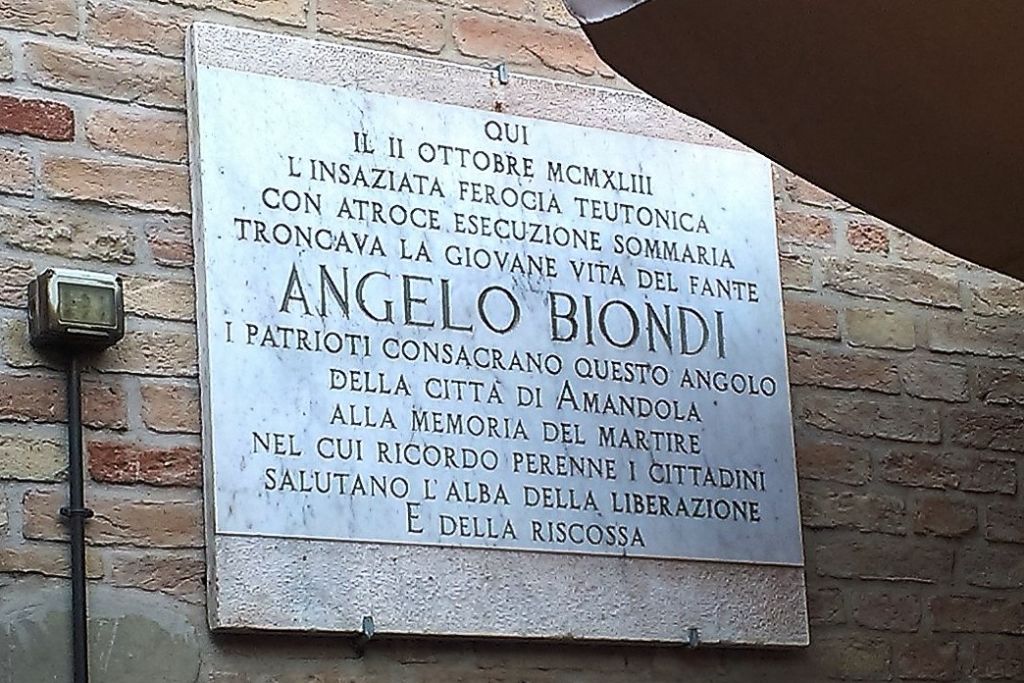 QUI
IL II OTTOBRE MCMXLIII
L'INSAZIATA FEROCIA TEUTONICA
CON ATROCE ESECUZIONE SOMMARIA
TRONCAVA LA GIOVANE VITA DEL FANTE
ANGELO BIONDI
I PATRIOTI CONSACRANO QUESTO ANGOLO
DELLA CITTÀ DI AMANDOLA
ALLA MEMORIA DEL MARTIRE
NEL CUI RICORDO PERENNE I CITTADINI
SALUTANO L'ALBA DELLA LIBERAZIONE
E DELLA RISCOSSA